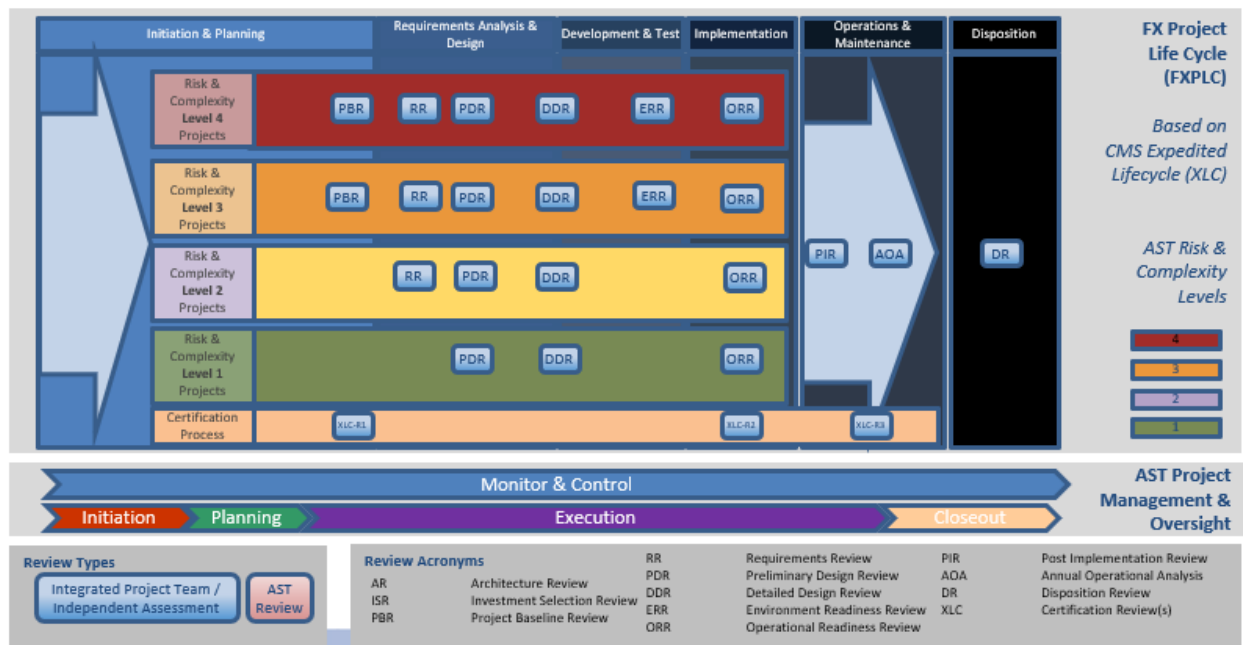 Initiation & Planning
Requirements Analysis &
Design
Development & Test
Implementation
Operations &
Maintenance
Disposition
FX Project
Life Cycle
(FXPLC)
Based on
CMS Expedited
Lifecycle (XLC)
AST Risk &
Complexity
Levels
4
3
2
1
Risk &
Complexity
Level 4
Projects
PBR
RR
PDR
DDR
ERR
ORR
Risk &
Complexity
Level 3
Projects
PBR
RR
PDR
DDR
ERR
ORR
Risk &
Complexity
Level 2
Projects
RR
PDR
DDR
ORR
PIR
AOA
DR
Risk &
Complexity
Level 1
Projects
PDR
DDR
ORR
Certification
Process
XLC-R1
XLC-R2
XLC-R3
Monitor & Control
Initiation
Planning
Execution
Closeout
AST Project
Management &
Oversight
Review Types
Integrated Project Team /
Independent Assessment
AST
Review
Review Acronyms
AR Architecture Review
ISR Investment Selection Review
PBR Project Baseline Review
RR Requirements Review
PDR Preliminary Design Review
DDR Detailed Design Review
ERR Environment Readiness Review
ORR Operational Readiness Review
PIR Post Implementation Review
AOA Annual Operational Analysis
DR Disposition Review
XLC Certification Review(s)